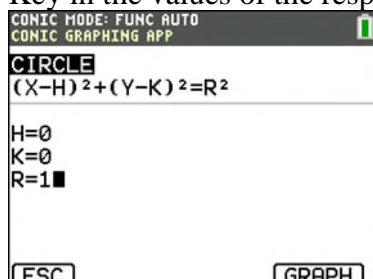 Key in the values of the resp
CONIC MODE: FUNC AUTO
CONIC GRAPHING APP
CIRCLE
(X-H)²+(Y-K)²=R²
H=0
K=0
R=1
ESC GRAPH